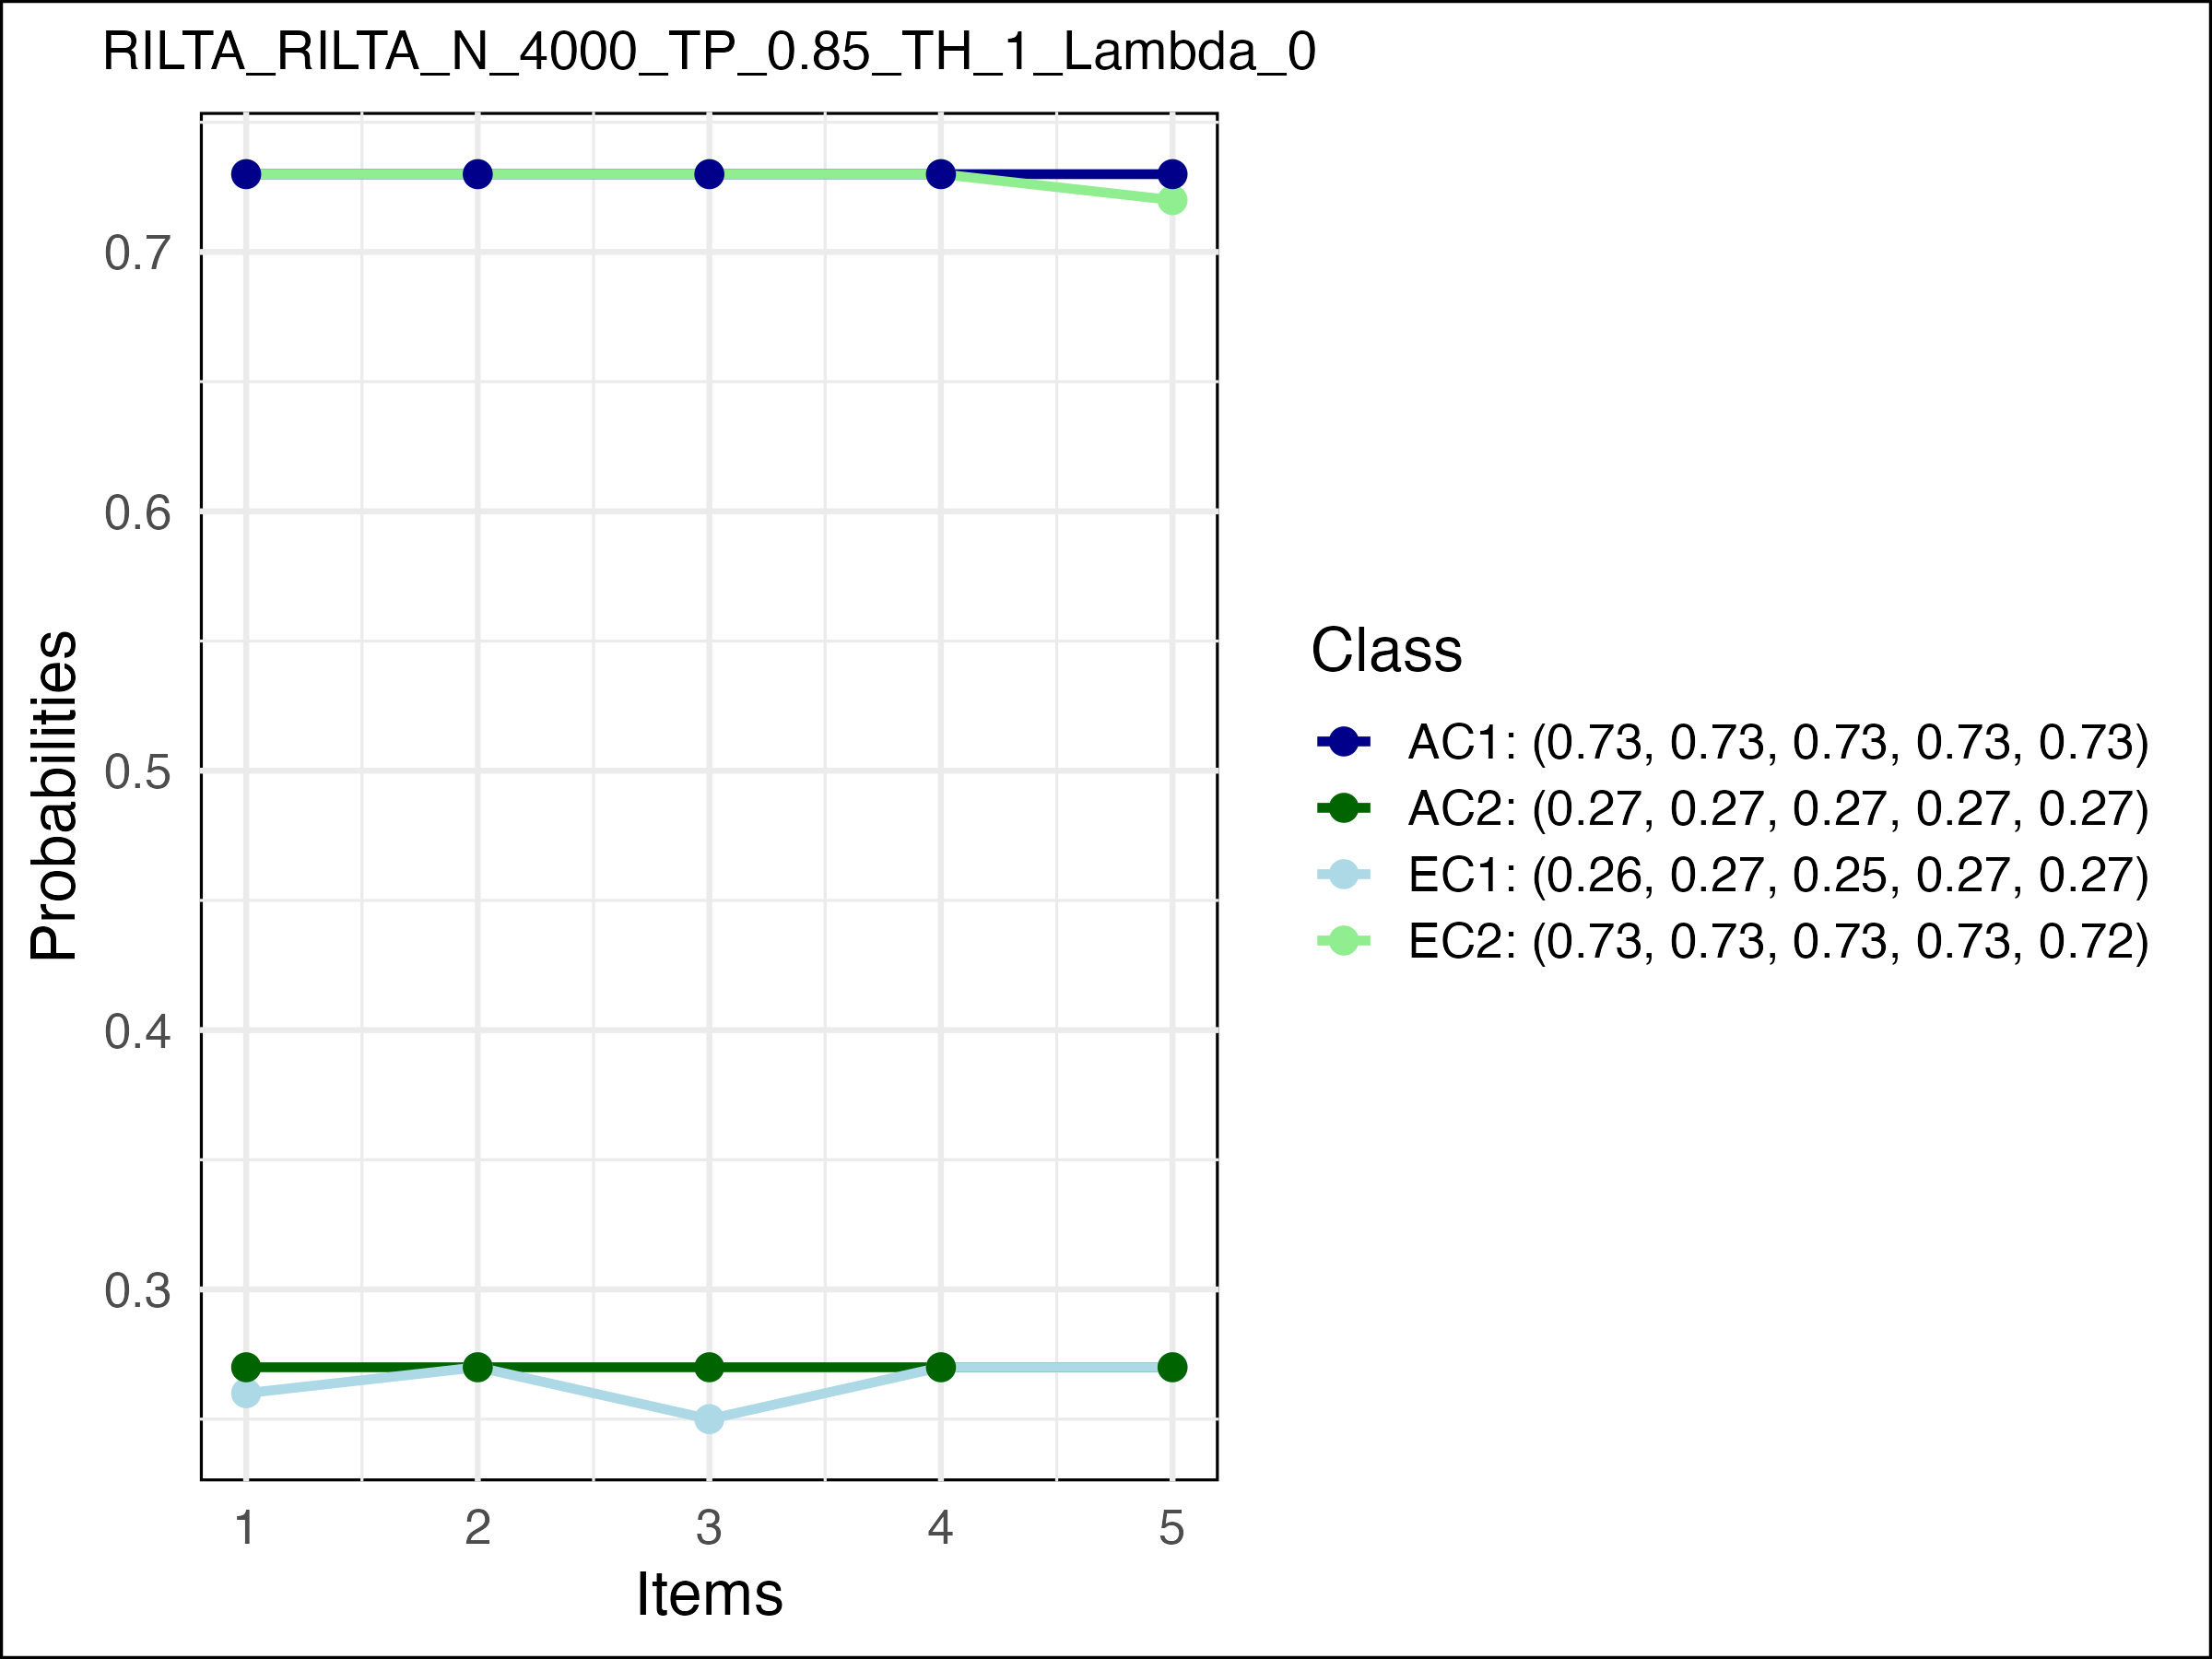 RILTA_RILTA_N_4000_TP_0.85_TH_1_Lambda_0
0.7
0.6
0.5
0.4
0.3
Probabilities
1 2 3 4 5
Items
Class
AC1: (0.73, 0.73, 0.73, 0.73, 0.73)
AC2: (0.27, 0.27, 0.27, 0.27, 0.27)
EC1: (0.26, 0.27, 0.25, 0.27, 0.27)
EC2: (0.73, 0.73, 0.73, 0.73, 0.72)